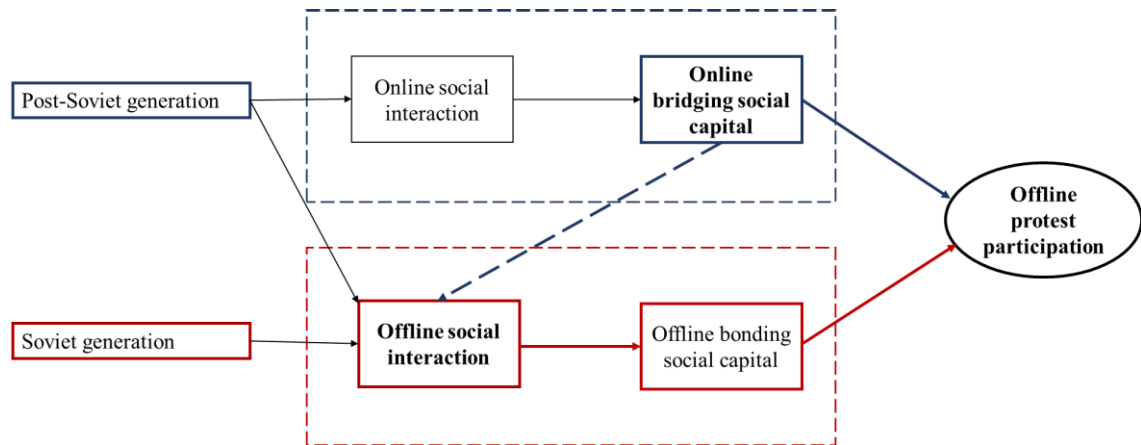 Post-Soviet generation
Online social
interaction
Online
bridging social
capital
Offline
protest
participation
Soviet generation
Offline social
interaction
Offline bonding
social capital